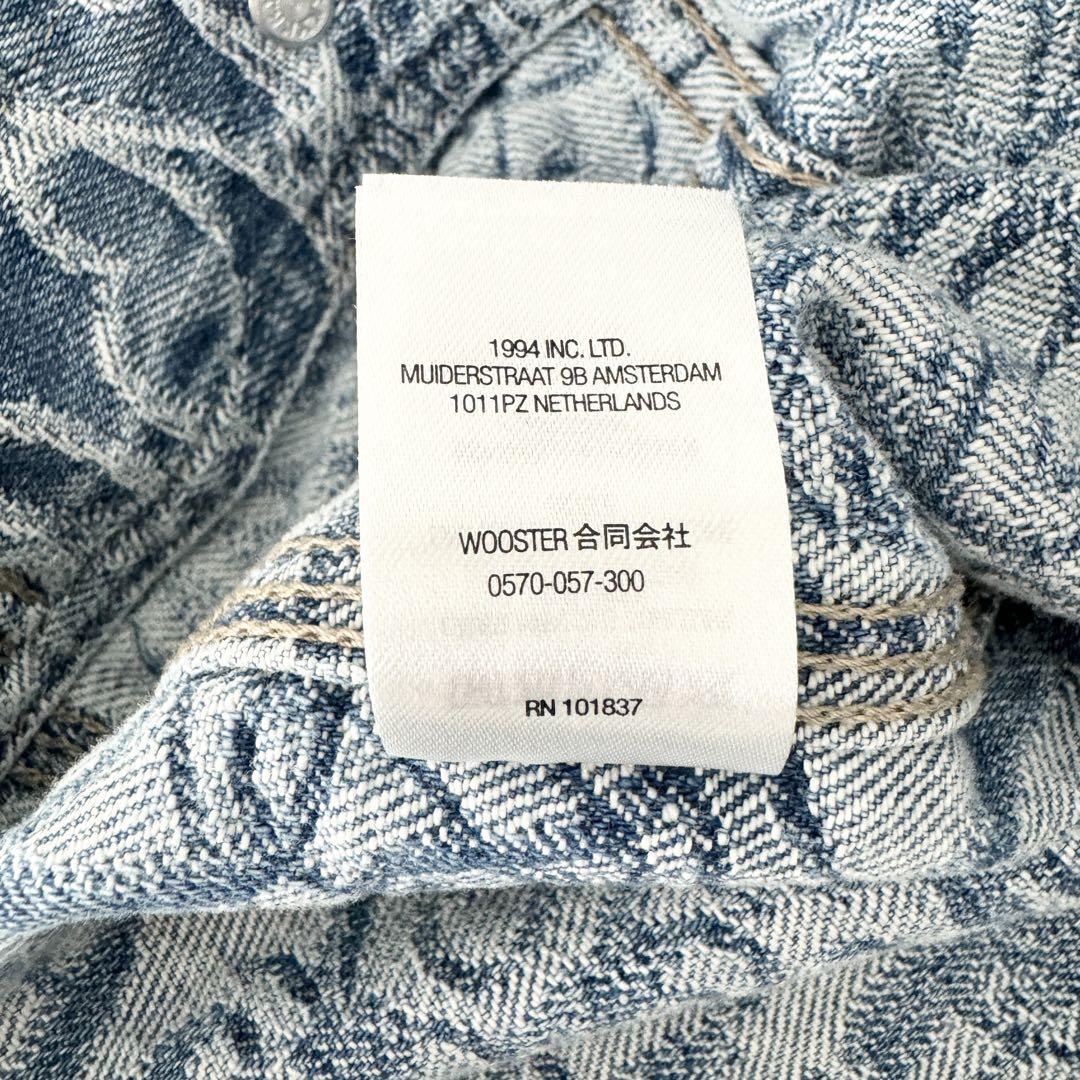 1994 INC. LTD.
MUIDERSTRAAT 9B AMSTERDAM
1011PZ NETHERLANDS
WOOSTER 合同会社
0570-057-300
RN 101837